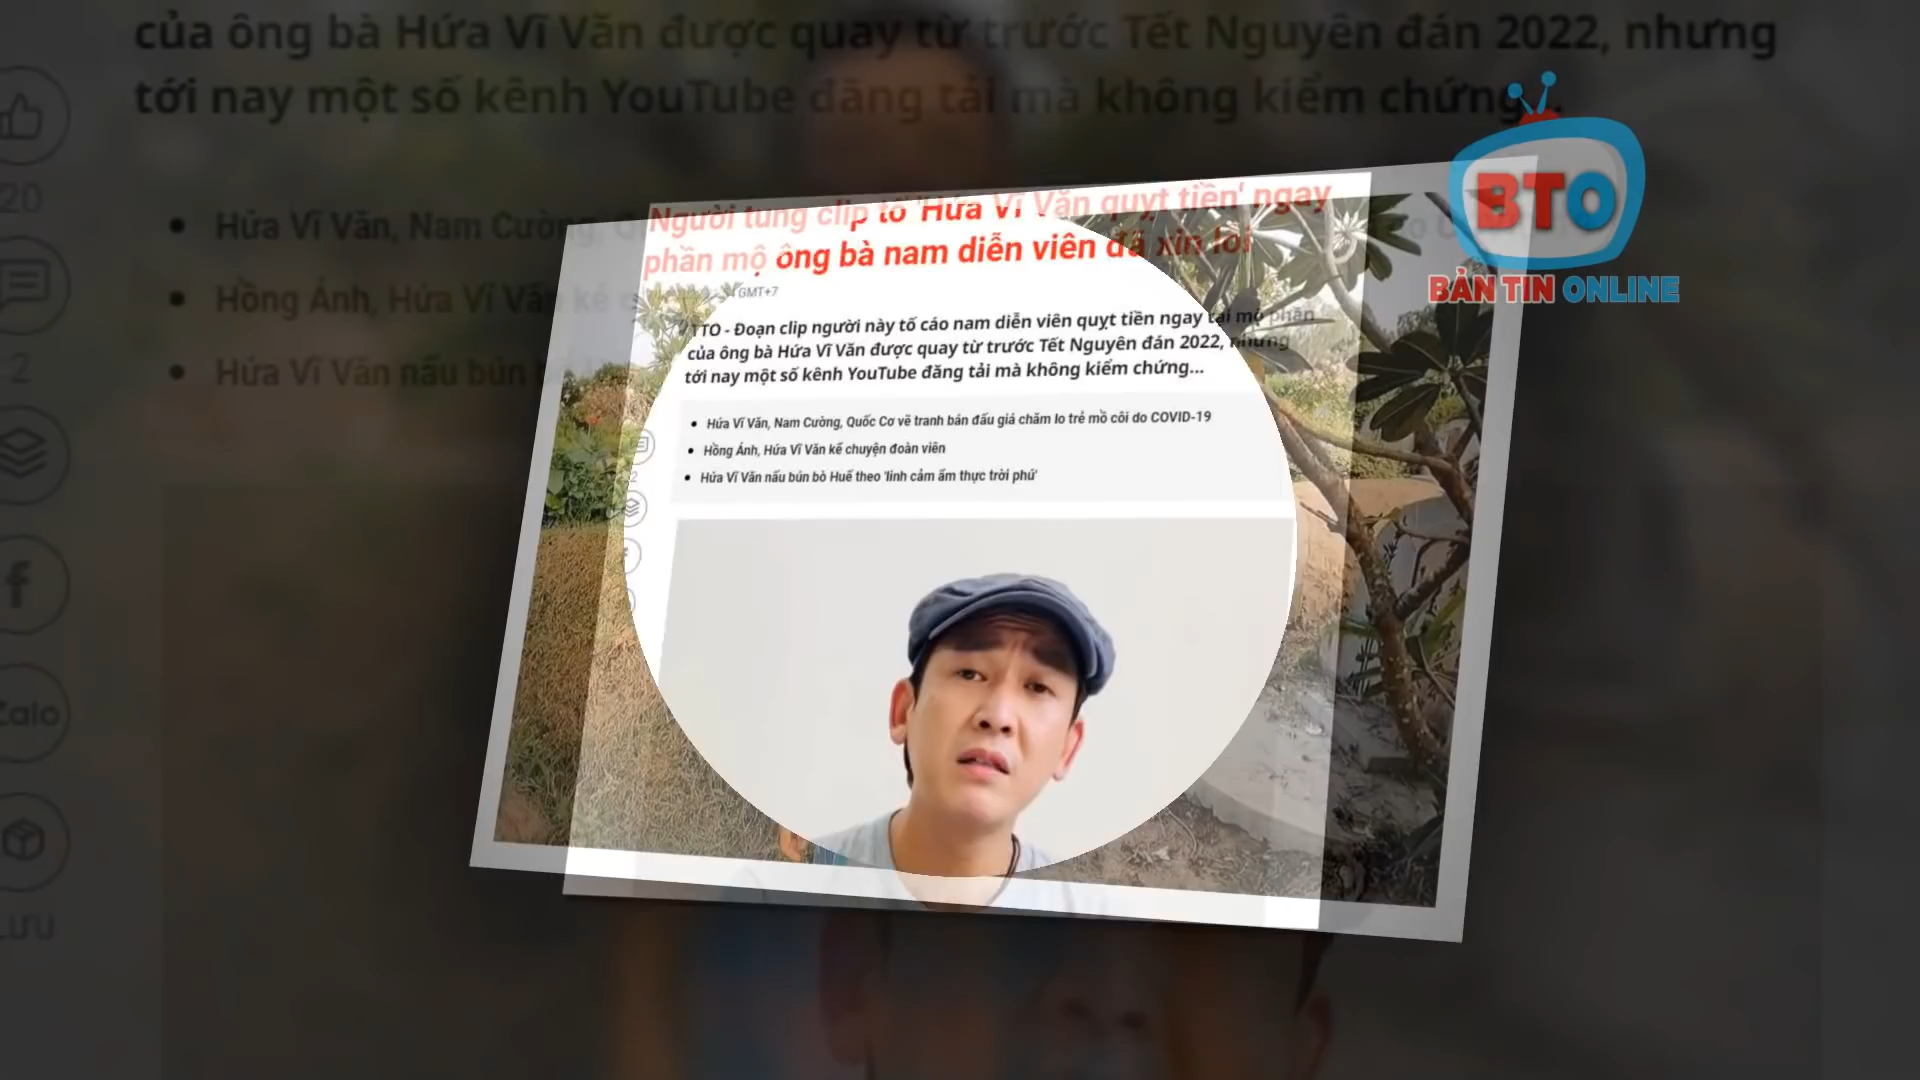 của ông bà Hứa Vĩ Văn được quay từ trước Tết Nguyên đán 2022, nhưng
tới nay một số kênh YouTube đăng tải mà không kiểm chứng...
20
2
Zalo
Lưu
Hứa Vĩ Văn, Nam Cường,
Hồng Ánh, Hứa Vĩ Văn kể
Hứa Vĩ Văn nấu bún
BTO
BẢN TIN ONLINE
Người tung clip tố 'Hứa Vĩ Văn quỵt tiền' ngay
phần mộ ông bà nam diễn viên đã xin lỗi
GMT+7
TTO - Đoạn clip người này tố cáo nam diễn viên quỵt tiền ngay tại mộ phần
của ông bà Hứa Vĩ Văn được quay từ trước Tết Nguyên đán 2022, nhưng
tới nay một số kênh YouTube đăng tải mà không kiểm chứng...
Hứa Vĩ Văn, Nam Cường, Quốc Cơ vẽ tranh bán đấu giá chăm lo trẻ mồ côi do COVID-19
Hồng Ánh, Hứa Vĩ Văn kể chuyện đoàn viên
Hứa Vĩ Văn nấu bún bò Huế theo 'linh cảm ẩm thực trời phú'
2